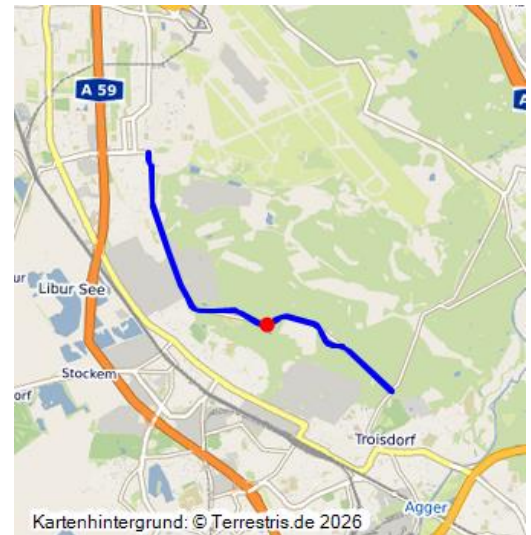 A 59
A
Libur See
Stockem
Troisdorf
Agger
Kartenhintergrund: © Terrestris.de 2026